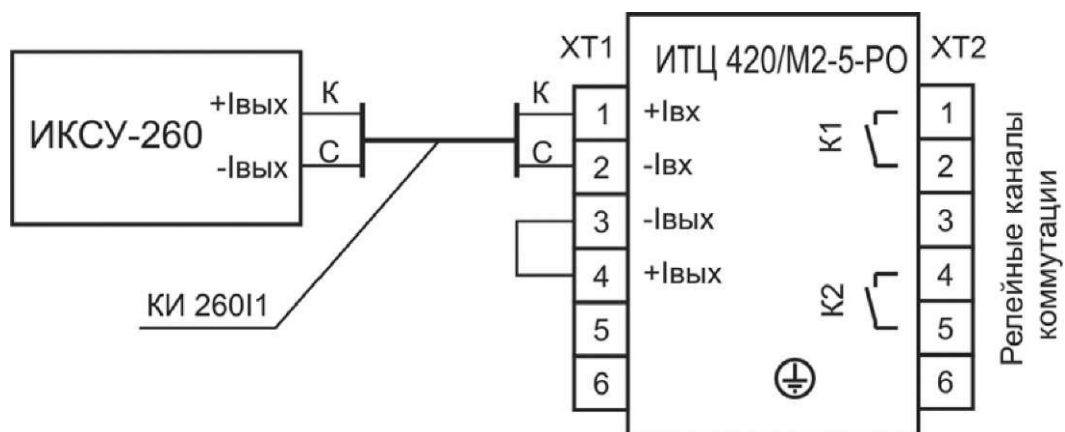 ИКСУ-260
+Iвых
-Iвых
К
С
КИ 260I1
К
С
XT1
1
2
3
4
5
6
ИТЦ 420/М2-5-РО
+Iвх
-Iвх
-Iвых
+Iвых
К1
К2
XT2
1
2
3
4
5
6
Релейные каналы
коммутации